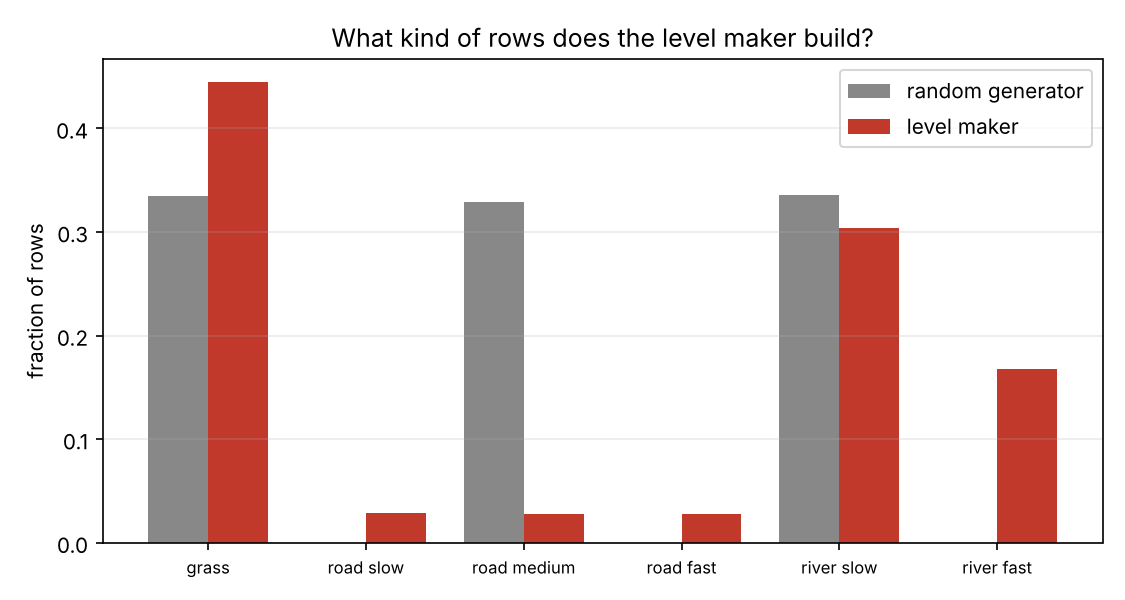 What kind of rows does the level maker build?
random generator
level maker
fraction of rows
0.4
0.3
0.2
0.1
0.0
grass
road slow
road medium
road fast
river slow
river fast